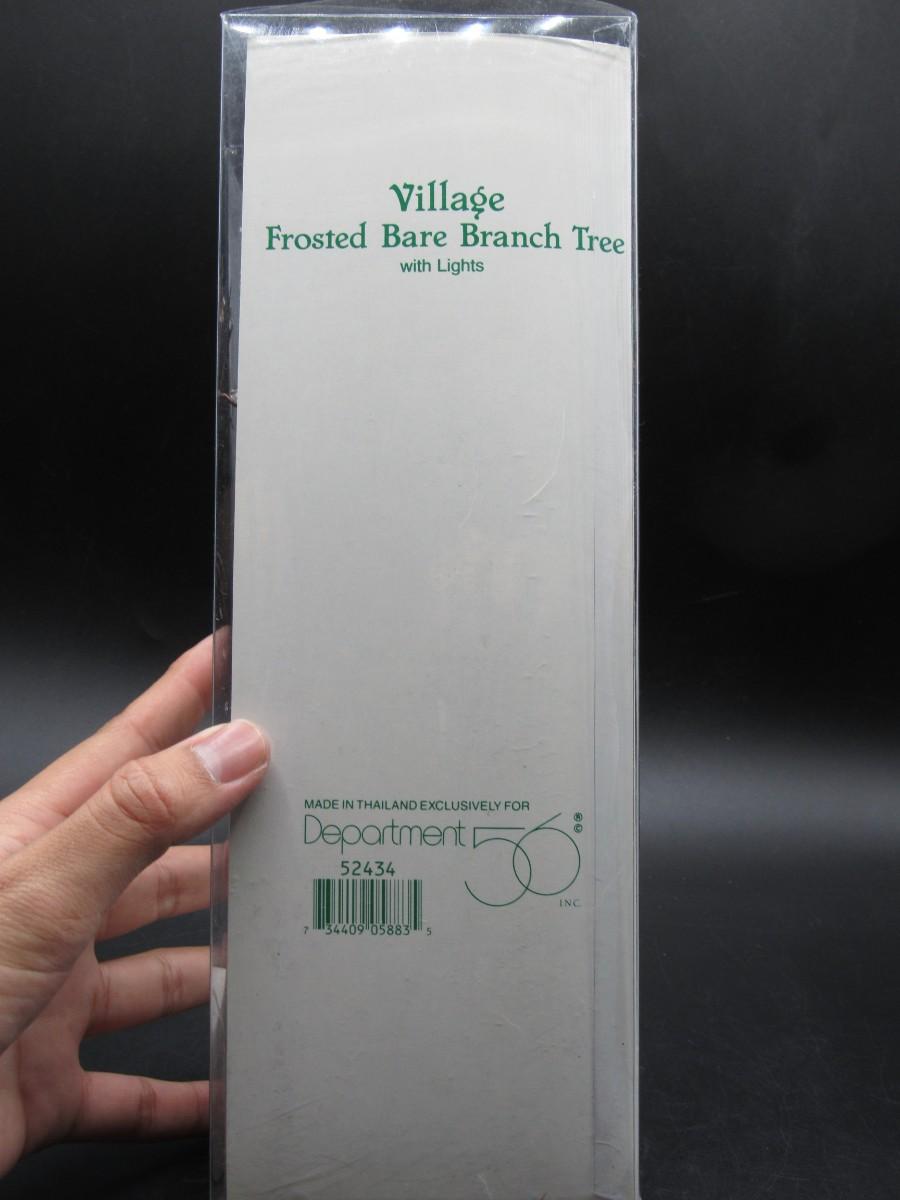 Village
Frosted Bare Branch Tree
with Lights
MADE IN THAILAND EXCLUSIVELY FOR
Department 56 ® ©
INC.
52434
7 34409 05883 5